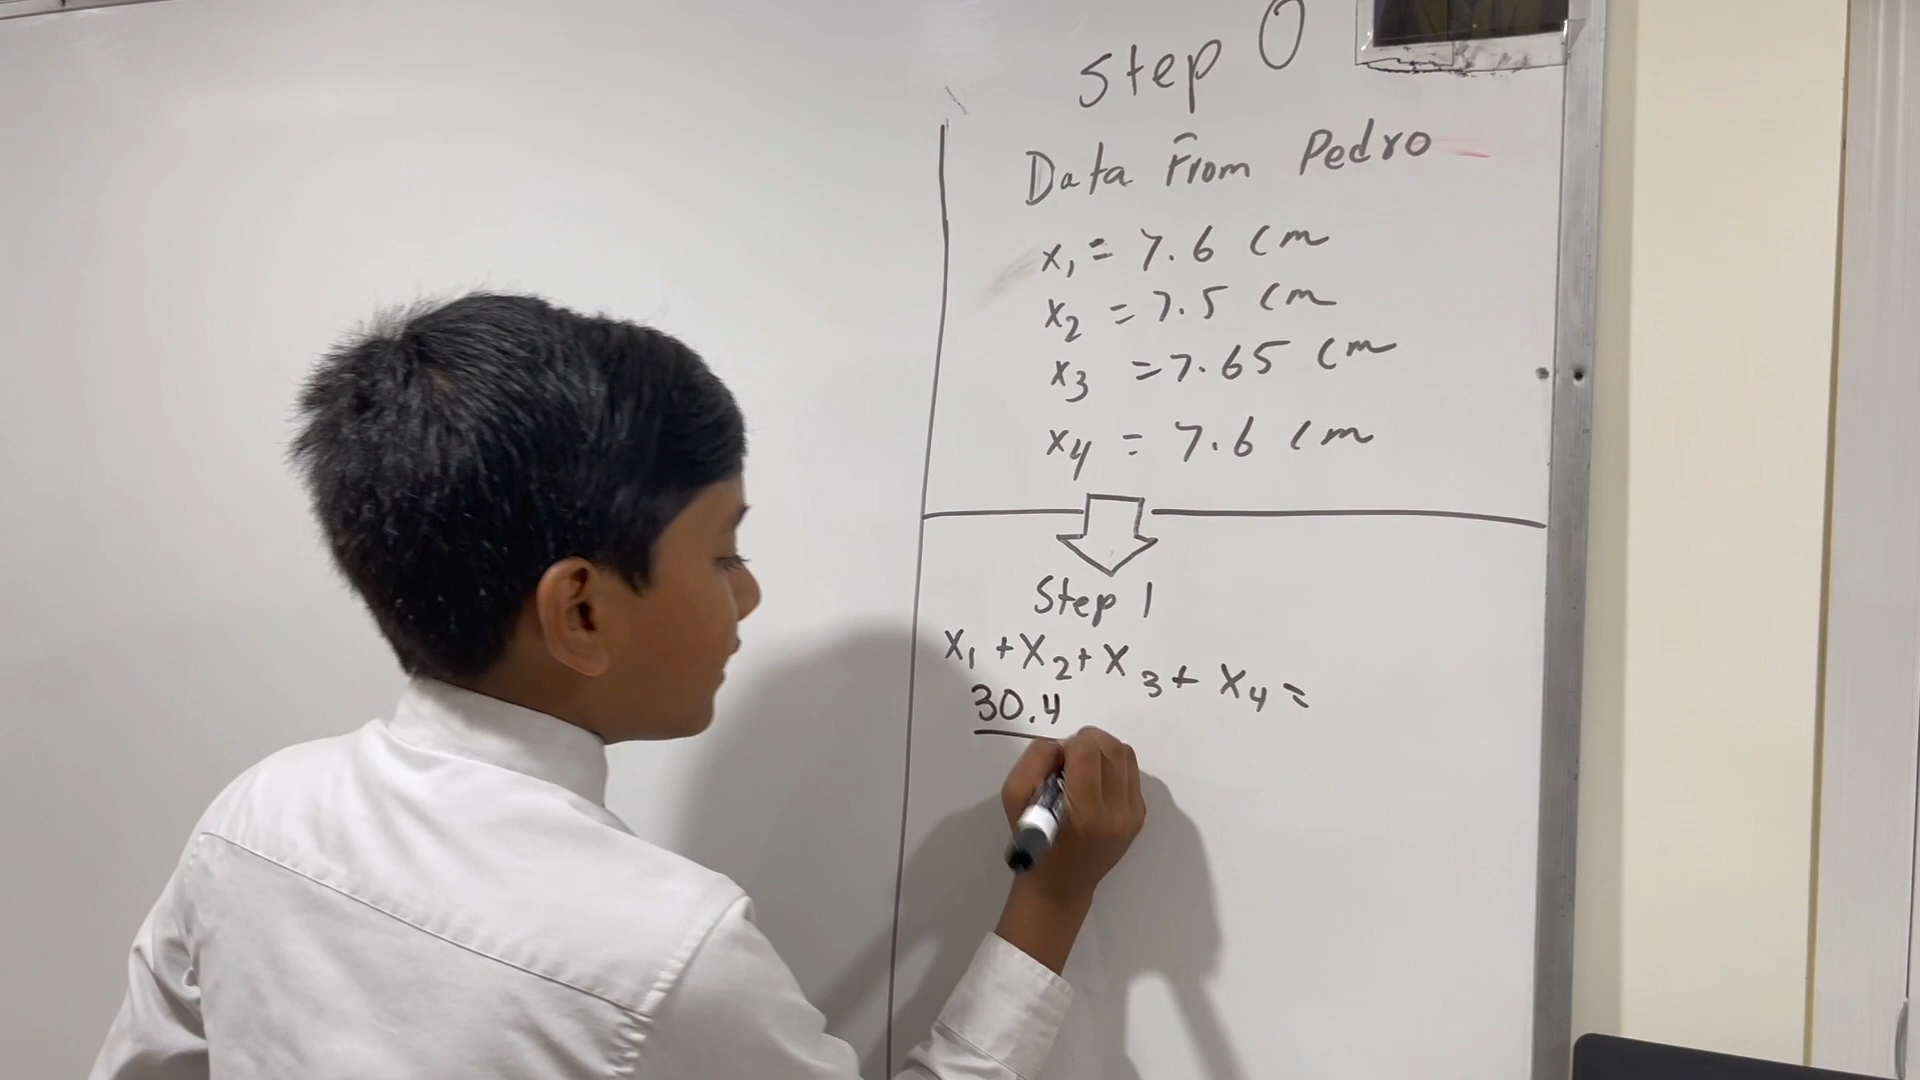 Step 0
Data From Pedro
x₁ = 7.6 cm
x₂ = 7.5 cm
x₃ = 7.65 cm
x₄ = 7.6 cm
Step 1
x₁ + x₂ + x₃ + x₄ =
30.4